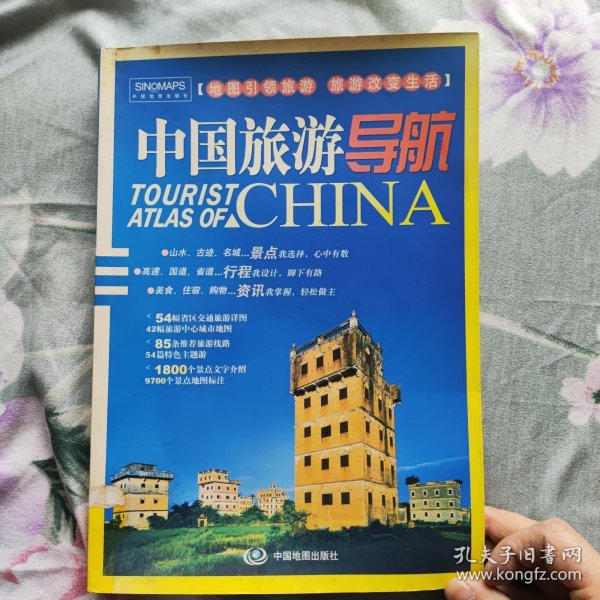 SINOMAPS
中国地图出版社
【地图引领旅游 旅游改变生活】
中国旅游导航
TOURIST
ATLAS OF CHINA
●山水、古迹、名城...景点我选择，心中有数
●高速、国道、省道...行程我设计，脚下有路
●美食、住宿、购物...资讯我掌握，轻松做主
<54幅省区交通旅游详图
42幅旅游中心城市地图
<85条推荐旅游线路
54篇特色主题游
<1800个景点文字介绍
9700个景点地图标注
中国地图出版社
孔夫子旧书网
www.kongfz.com